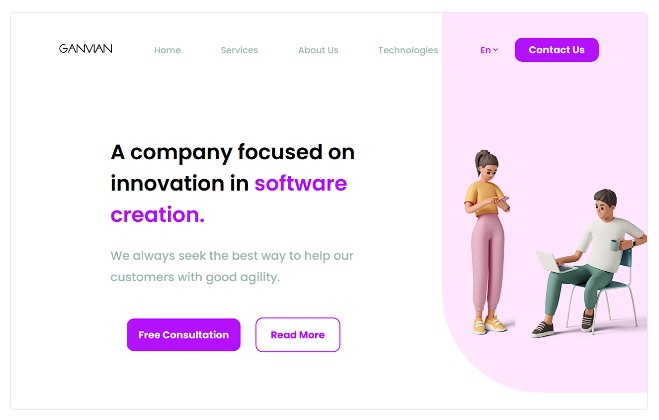 GANVIAN Home Services About Us Technologies En Contact Us
A company focused on
innovation in software
creation.
We always seek the best way to help our
customers with good agility.
Free Consultation Read More